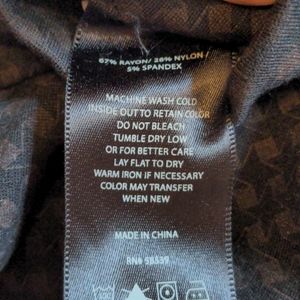 67% RAYON/ 28% NYLON/
5% SPANDEX
MACHINE WASH COLD
INSIDE OUT TO RETAIN COLOR
DO NOT BLEACH
TUMBLE DRY LOW
OR FOR BETTER CARE
LAY FLAT TO DRY
WARM IRON IF NECESSARY
COLOR MAY TRANSFER
WHEN NEW
MADE IN CHINA
RN# 58539